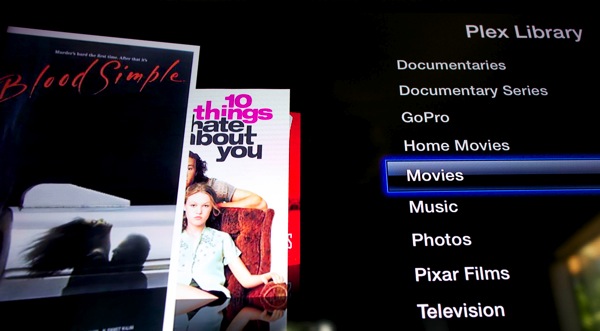 Murder's hard the first time. After that it's
Blood Simple
10
things
hate
about
you
Plex Library
Documentaries
Documentary Series
GoPro
Home Movies
Movies
Music
Photos
Pixar Films
Television